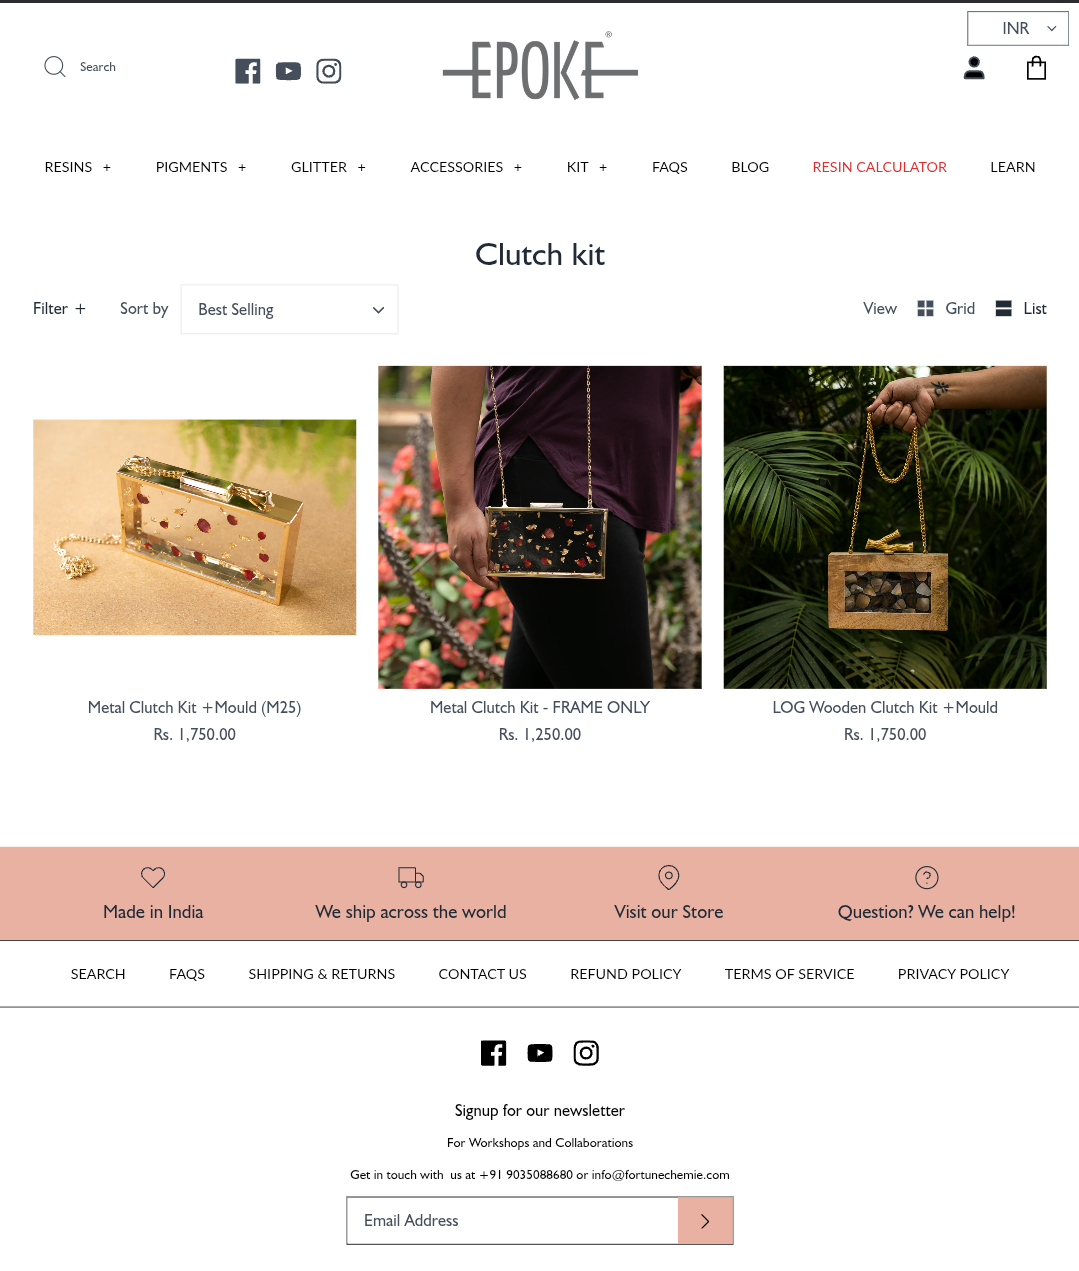 INR
Search
EPOKE®
RESINS +
PIGMENTS +
GLITTER +
ACCESSORIES +
KIT +
FAQS
BLOG
RESIN CALCULATOR
LEARN
Clutch kit
Filter +
Sort by
Best Selling
View
Grid
List
Metal Clutch Kit +Mould (M25)
Rs. 1,750.00
Metal Clutch Kit - FRAME ONLY
Rs. 1,250.00
LOG Wooden Clutch Kit +Mould
Rs. 1,750.00
Made in India
We ship across the world
Visit our Store
Question? We can help!
SEARCH
FAQS
SHIPPING & RETURNS
CONTACT US
REFUND POLICY
TERMS OF SERVICE
PRIVACY POLICY
Signup for our newsletter
For Workshops and Collaborations
Get in touch with us at +91 9035088680 or info@fortunechemie.com
Email Address